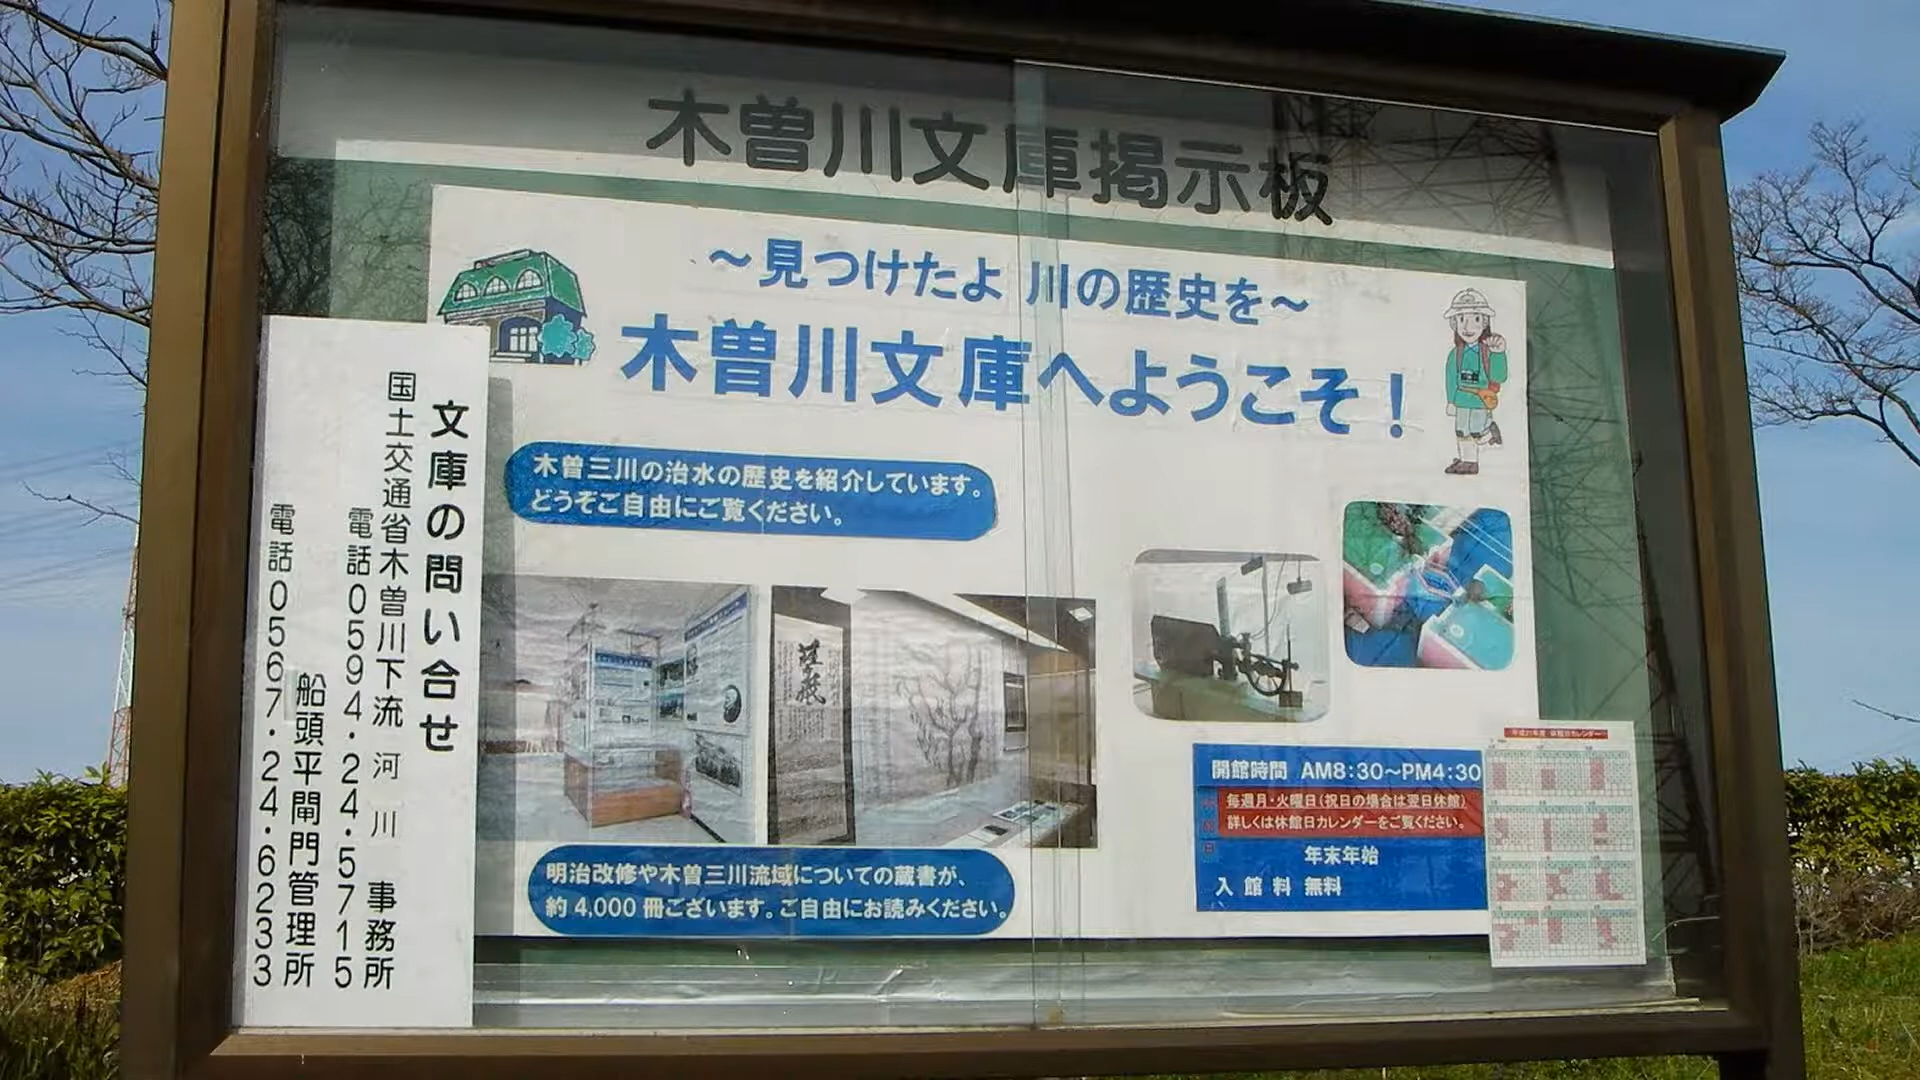 木曽川文庫掲示板
～見つけたよ 川の歴史を～
木曽川文庫へようこそ！
木曽三川の治水の歴史を紹介しています。
どうぞご自由にご覧ください。
明治改修や木曽三川流域についての蔵書が、
約4,000冊ございます。ご自由にお読みください。
開館時間 AM8:30～PM4:30
毎週月・火曜日(祝日の場合は翌日休館)
詳しくは休館日カレンダーをご覧ください。
年末年始
入館料 無料
文庫の問い合せ
国土交通省木曽川下流河川事務所
電話0594・24・5715
船頭平閘門管理所
電話0567・24・6233